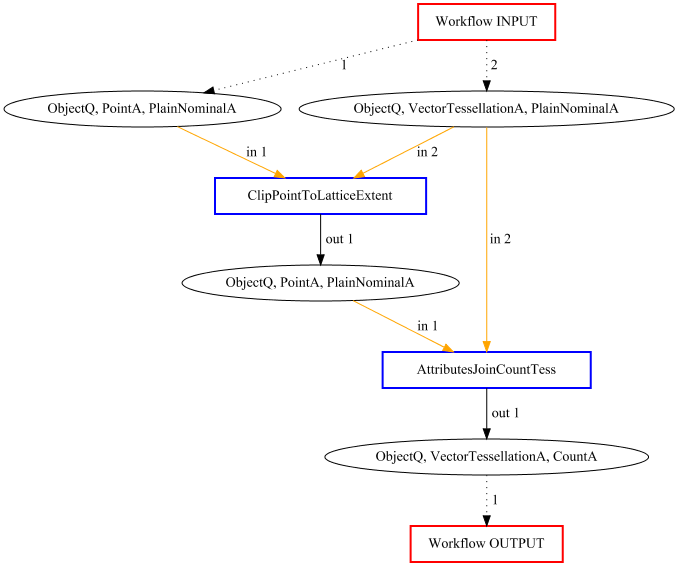 Workflow INPUT
1
2
ObjectQ, PointA, PlainNominalA
ObjectQ, VectorTessellationA, PlainNominalA
in 1
in 2
ClipPointToLatticeExtent
out 1
in 2
ObjectQ, PointA, PlainNominalA
in 1
AttributesJoinCountTess
out 1
ObjectQ, VectorTessellationA, CountA
1
Workflow OUTPUT